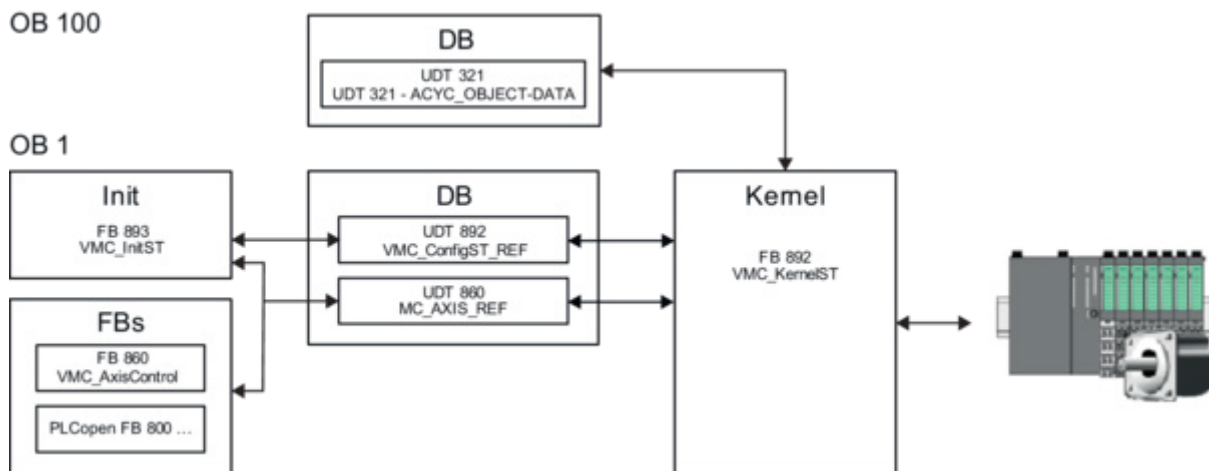 OB 100
DB
UDT 321
UDT 321 - ACYC_OBJECT-DATA
OB 1
Init
FB 893
VMC_InitST
DB
UDT 892
VMC_ConfigST_REF
UDT 860
MC_AXIS_REF
Kernel
FB 892
VMC_KernelST
FBs
FB 860
VMC_AxisControl
PLCopen FB 800 ...